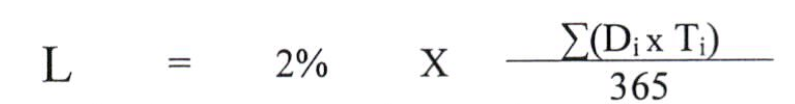 L = 2% X ∑(Dᵢ x Tᵢ)
365